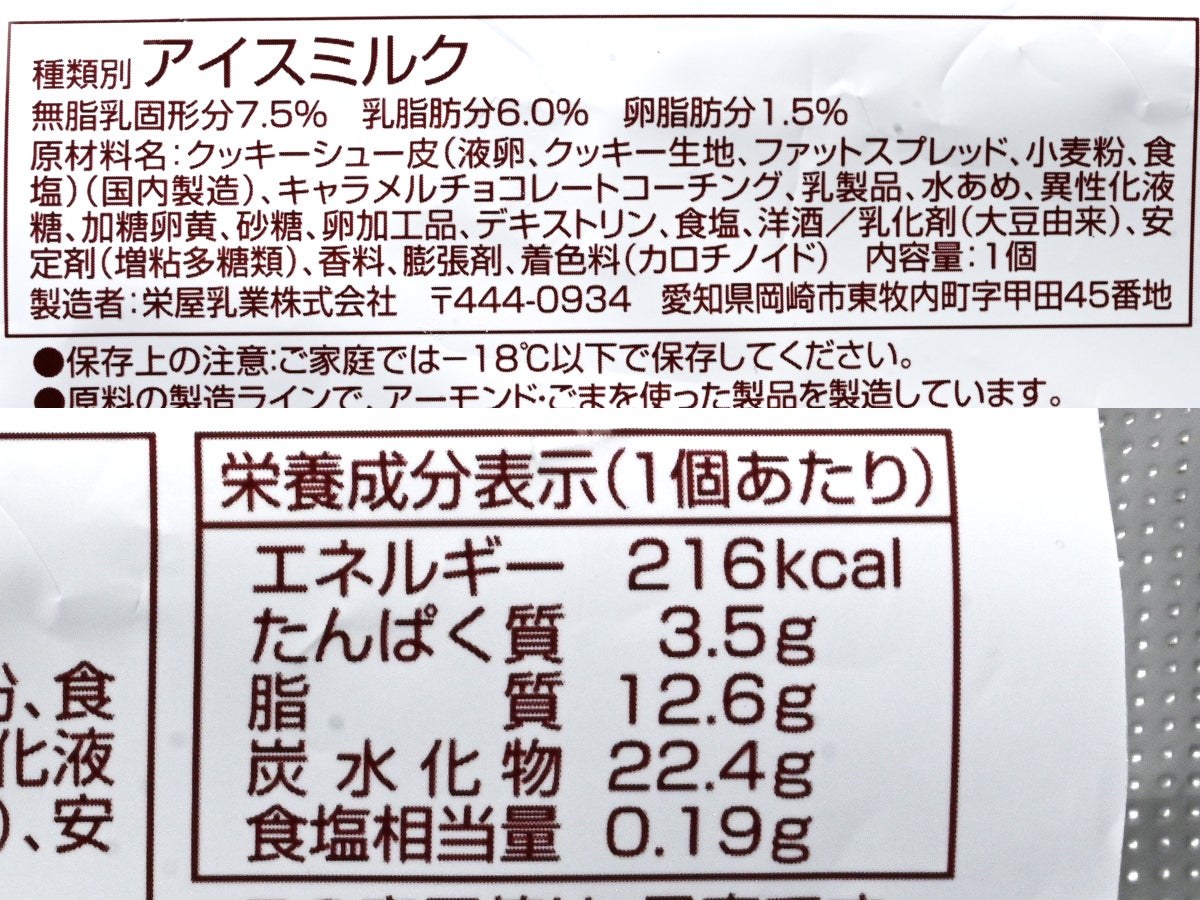 種類別 アイスミルク
無脂乳固形分7.5%　乳脂肪分6.0%　卵脂肪分1.5%
原材料名:クッキーシュー皮(液卵、クッキー生地、ファットスプレッド、小麦粉、食
塩)(国内製造)、キャラメルチョコレートコーチング、乳製品、水あめ、異性化液
糖、加糖卵黄、砂糖、卵加工品、デキストリン、食塩、洋酒/乳化剤(大豆由来)、安
定剤(増粘多糖類)、香料、膨張剤、着色料(カロチノイド)　内容量:1個
製造者:栄屋乳業株式会社　〒444-0934　愛知県岡崎市東牧内町字甲田45番地
●保存上の注意:ご家庭では-18℃以下で保存してください。
●原料の製造ラインで、アーモンド・ごまを使った製品を製造しています。
栄養成分表示(1個あたり)
エネルギー 216kcal
たんぱく質 3.5g
脂質 12.6g
炭水化物 22.4g
食塩相当量 0.19g
、食
化液
)、安